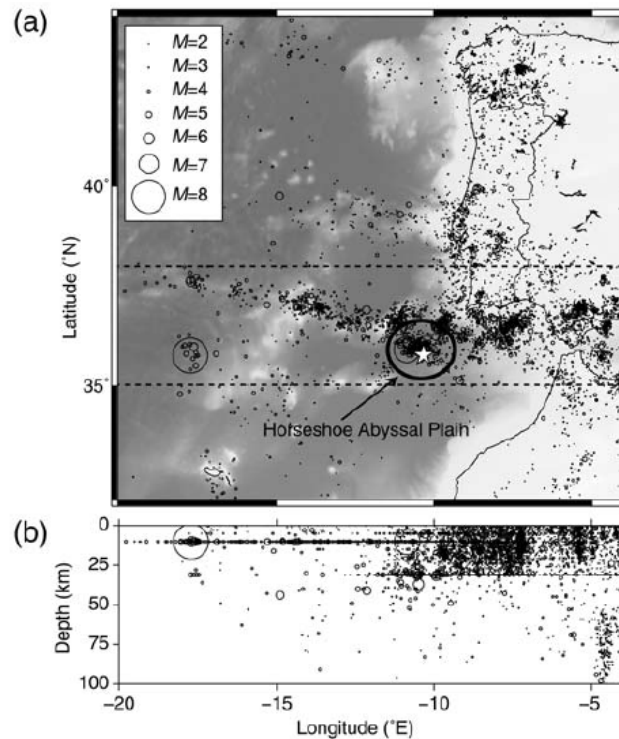 (a)
M=2
M=3
M=4
M=5
M=6
M=7
M=8
Latitude (˚N)
40˚
35˚
Horseshoe Abyssal Plain
(b)
Depth (km)
0
25
50
75
100
−20 −15 −10 −5
Longitude (˚E)